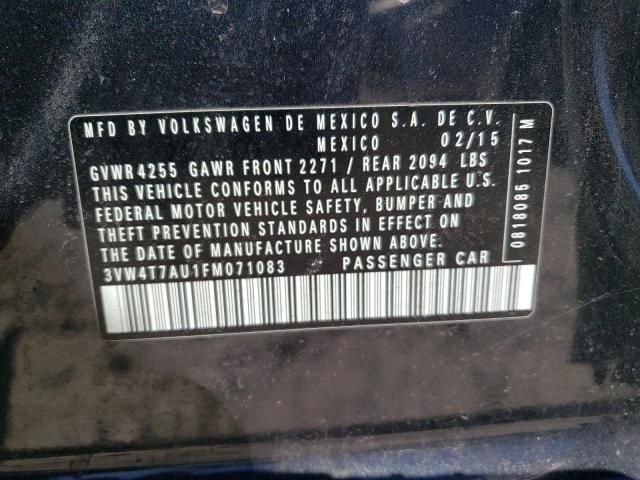 MFD BY VOLKSWAGEN DE MEXICO S.A. DE C.V.
MEXICO 02/15
GVWR 4255 GAWR FRONT 2271 / REAR 2094 LBS
THIS VEHICLE CONFORMS TO ALL APPLICABLE U.S.
FEDERAL MOTOR VEHICLE SAFETY, BUMPER AND
THEFT PREVENTION STANDARDS IN EFFECT ON
THE DATE OF MANUFACTURE SHOWN ABOVE.
3VW4T7AU1FM071083 PASSENGER CAR
0818085 1017 M